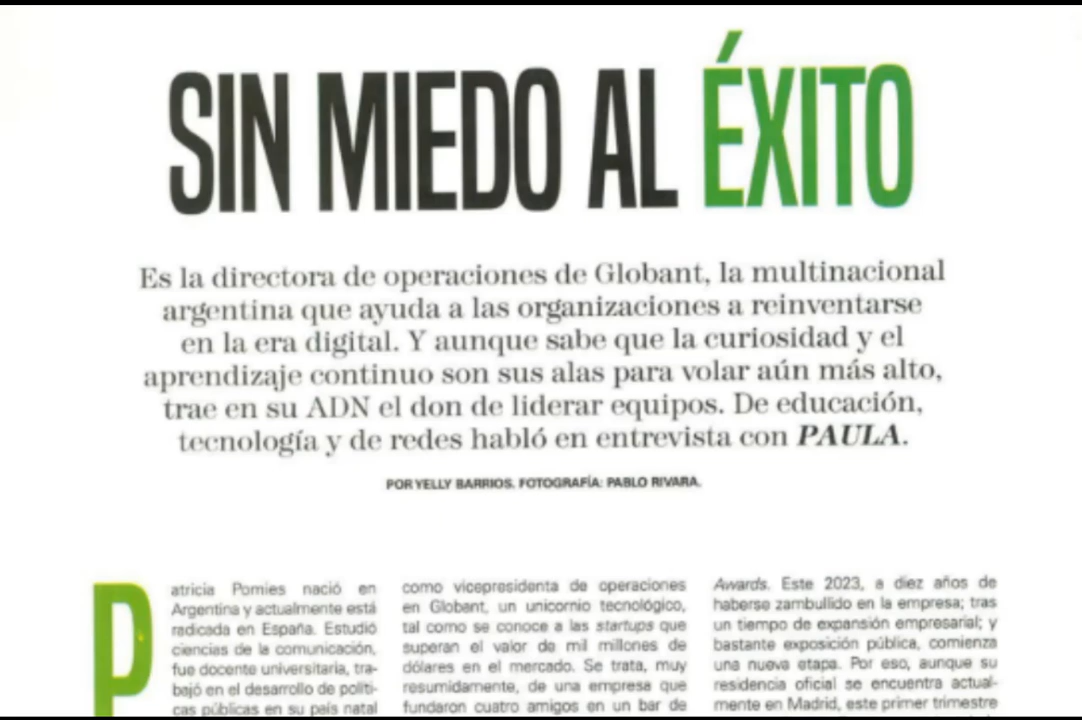 SIN MIEDO AL ÉXITO
Es la directora de operaciones de Globant, la multinacional
argentina que ayuda a las organizaciones a reinventarse
en la era digital. Y aunque sabe que la curiosidad y el
aprendizaje continuo son sus alas para volar aún más alto,
trae en su ADN el don de liderar equipos. De educación,
tecnología y de redes habló en entrevista con PAULA.
POR YELLY BARRIOS. FOTOGRAFÍA: PABLO RIVARA.
Patricia Pomies nació en
Argentina y actualmente está
radicada en España. Estudió
ciencias de la comunicación,
fue docente universitaria, tra-
bajó en el desarrollo de políti-
cas públicas en su país natal
como vicepresidenta de operaciones
en Globant, un unicornio tecnológico,
tal como se conoce a las startups que
superan el valor de mil millones de
dólares en el mercado. Se trata, muy
resumidamente, de una empresa que
fundaron cuatro amigos en un bar de
Awards. Este 2023, a diez años de
haberse zambullido en la empresa; tras
un tiempo de expansión empresarial; y
bastante exposición pública, comienza
una nueva etapa. Por eso, aunque su
residencia oficial se encuentra actual-
mente en Madrid, este primer trimestre